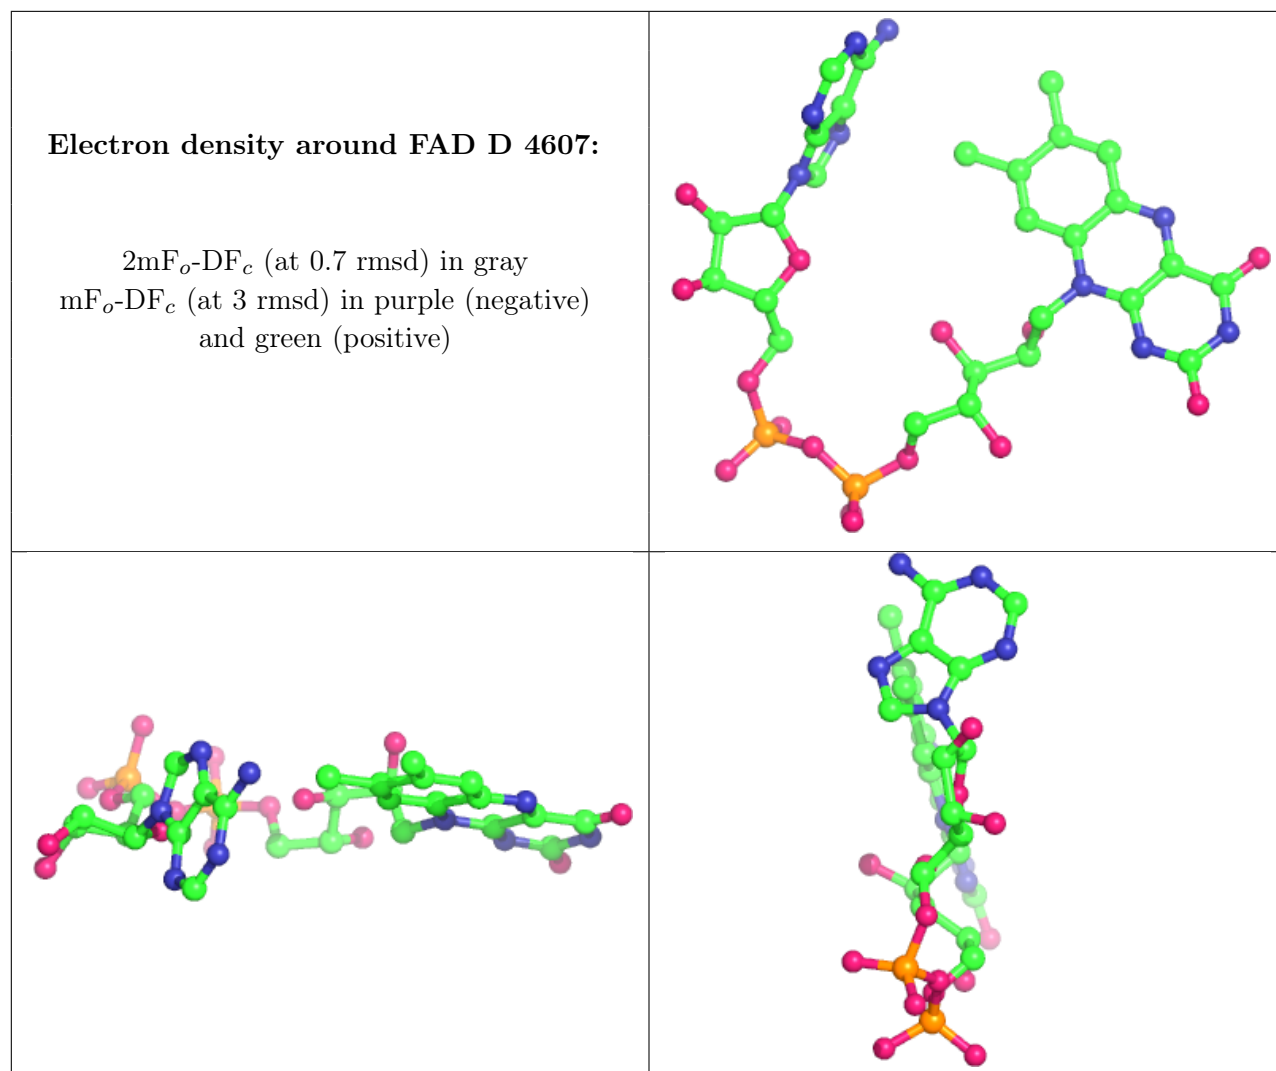 Electron density around FAD D 4607:
2mFo-DFc (at 0.7 rmsd) in gray
mFo-DFc (at 3 rmsd) in purple (negative)
and green (positive)